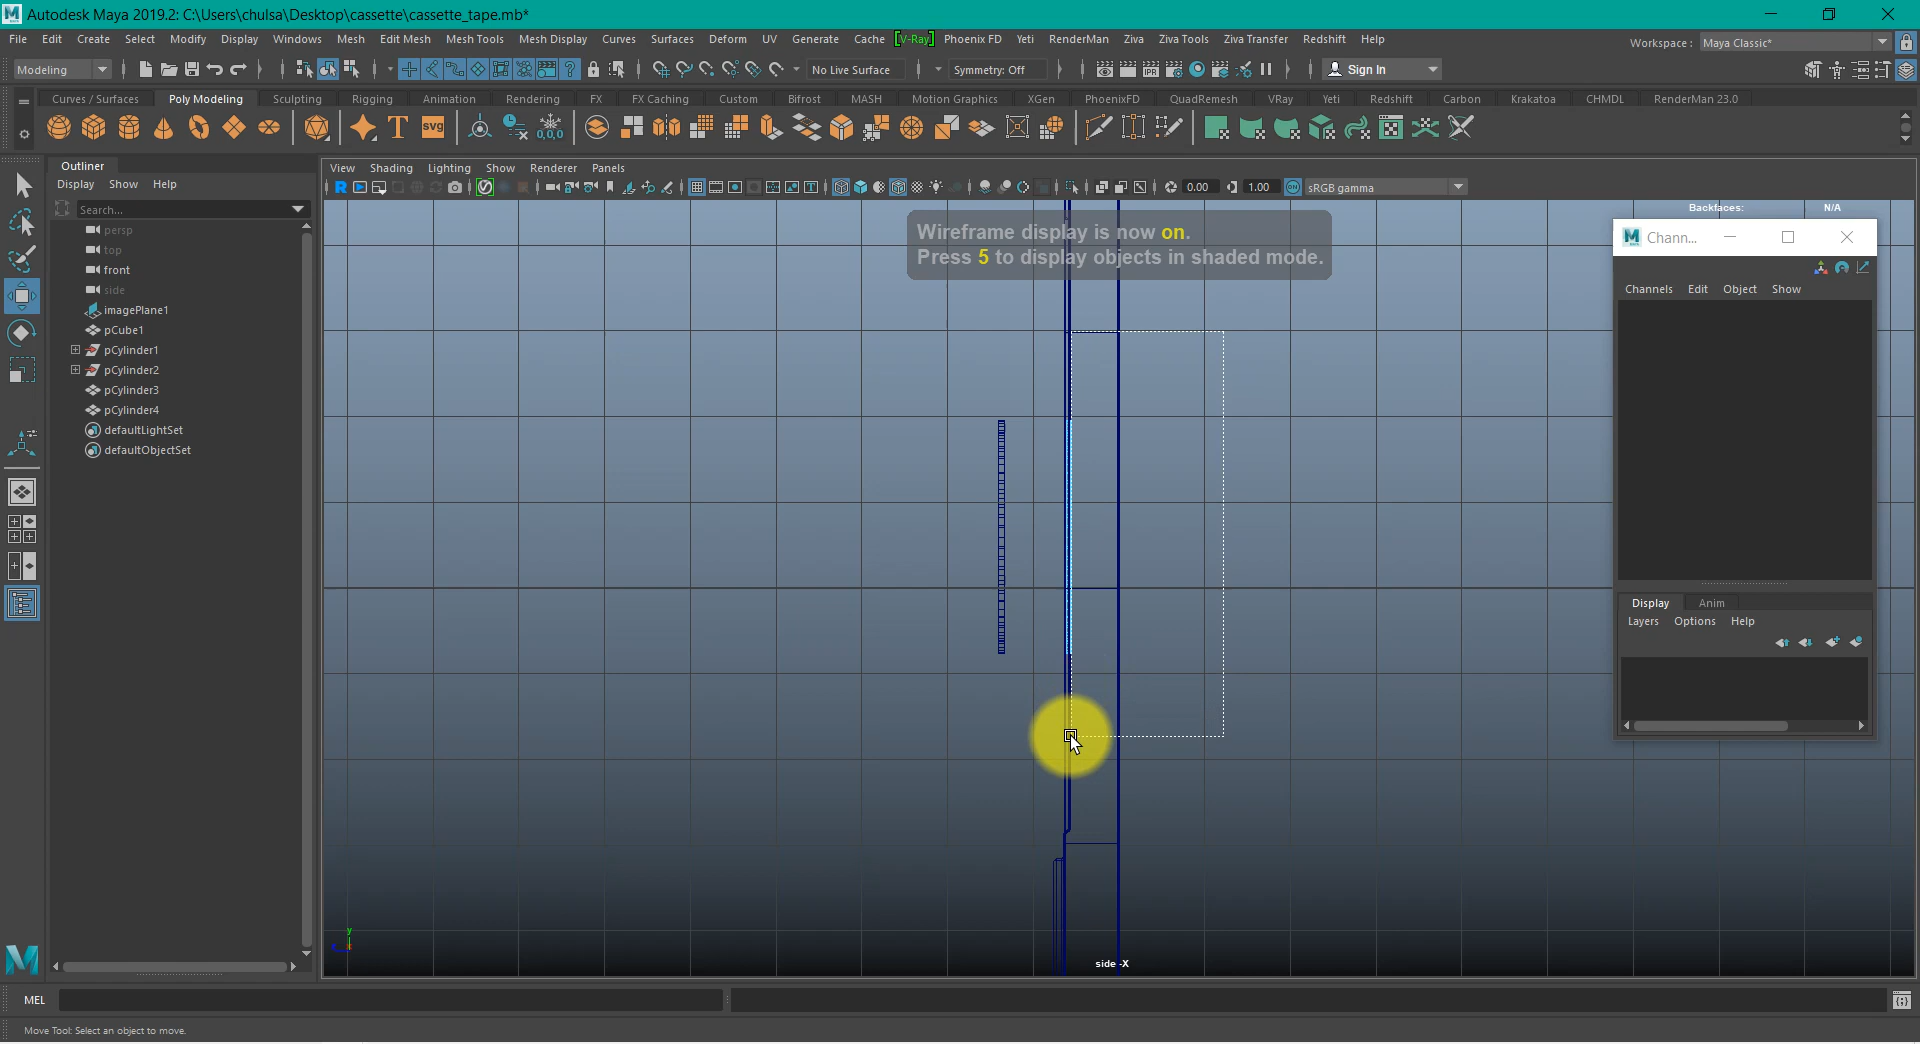 Autodesk Maya 2019.2: C:\Users\chulsa\Desktop\cassette\cassette_tape.mb*
File Edit Create Select Modify Display Windows Mesh Edit Mesh Mesh Tools Mesh Display Curves Surfaces Deform UV Generate Cache [V-Ray] Phoenix FD Yeti RenderMan Ziva Ziva Tools Ziva Transfer Redshift Help Workspace : Maya Classic*
Modeling No Live Surface Symmetry: Off Sign In
Curves / Surfaces Poly Modeling Sculpting Rigging Animation Rendering FX FX Caching Custom Bifrost MASH Motion Graphics XGen PhoenixFD QuadRemesh VRay Yeti Redshift Carbon Krakatoa CHMDL RenderMan 23.0
T svg 0,0,0
Outliner
Display Show Help
Search...
persp
top
front
side
imagePlane1
pCube1
pCylinder1
pCylinder2
pCylinder3
pCylinder4
defaultLightSet
defaultObjectSet
View Shading Lighting Show Renderer Panels
0.00 1.00 sRGB gamma
Backfaces: N/A
Wireframe display is now on.
Press 5 to display objects in shaded mode.
Chann...
Channels Edit Object Show
Display Anim
Layers Options Help
y
side -X
MEL
Move Tool: Select an object to move.